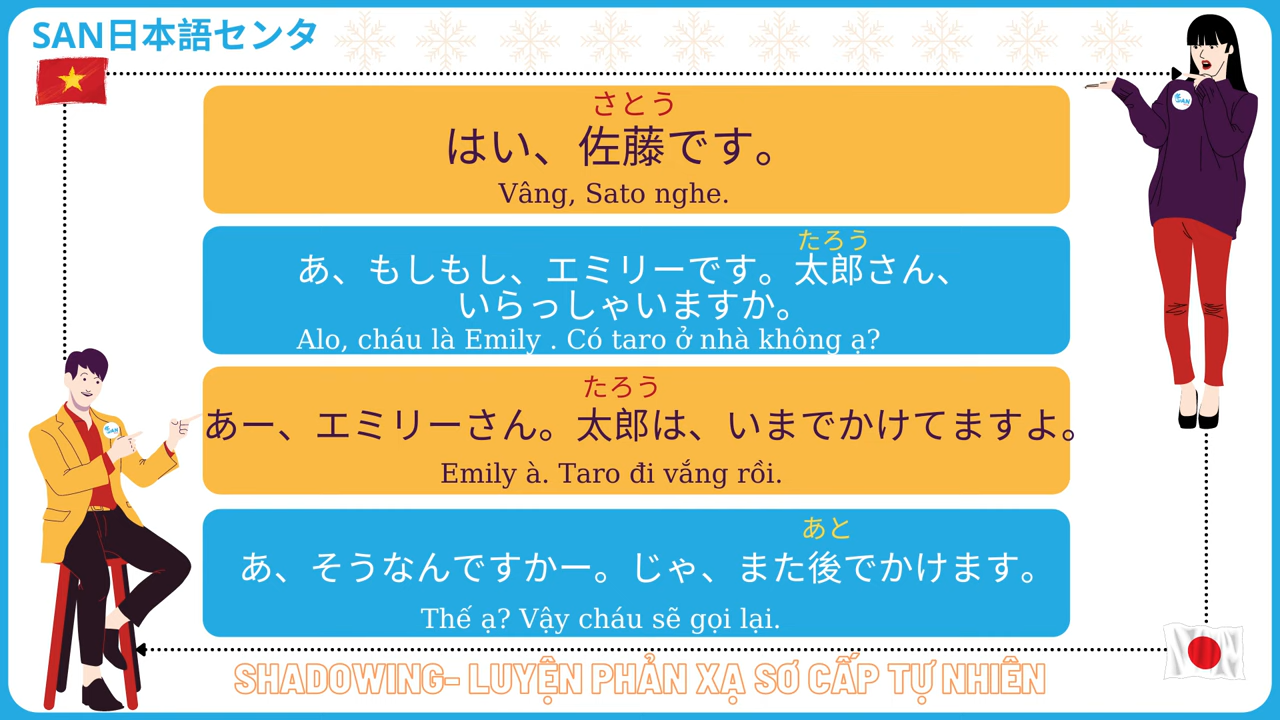 SAN日本語センタ
さとう
はい、佐藤です。
Vâng, Sato nghe.
たろう
あ、もしもし、エミリーです。太郎さん、
いらっしゃいますか。
Alo, cháu là Emily . Có taro ở nhà không ạ?
たろう
あー、エミリーさん。太郎は、いまでかけてますよ。
Emily à. Taro đi vắng rồi.
あと
あ、そうなんですかー。じゃ、また後でかけます。
Thế ạ? Vậy cháu sẽ gọi lại.
SHADOWING- LUYỆN PHẢN XẠ SƠ CẤP TỰ NHIÊN
SAN
SAN